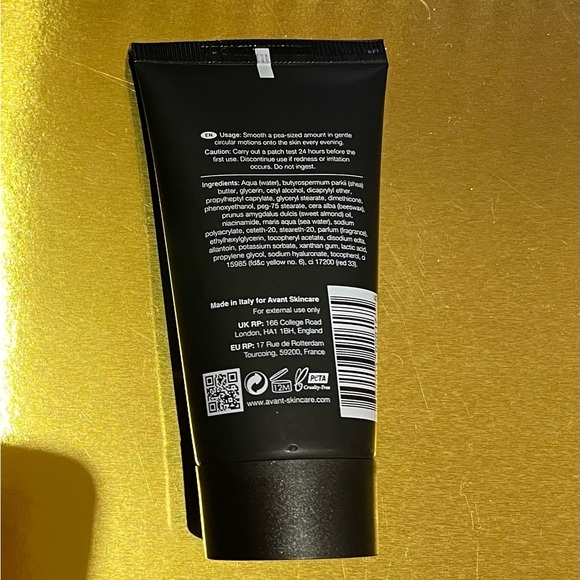 EN Usage: Smooth a pea-sized amount in gentle
circular motions onto the skin every evening.
Caution: Carry out a patch test 24 hours before the
first use. Discontinue use if redness or irritation
occurs. Do not ingest.
Ingredients: Aqua (water), butyrospermum parkii (shea)
butter, glycerin, cetyl alcohol, dicaprylyl ether,
propylheptyl caprylate, glyceryl stearate, dimethicone,
phenoxyethanol, peg-75 stearate, cera alba (beeswax),
prunus amygdalus dulcis (sweet almond) oil,
niacinamide, maris aqua (sea water), sodium
polyacrylate, ceteth-20, steareth-20, parfum (fragrance),
ethylhexylglycerin, tocopheryl acetate, disodium edta,
allantoin, potassium sorbate, xanthan gum, lactic acid,
propylene glycol, sodium hyaluronate, tocopherol, ci
15985 (fd&c yellow no. 6), ci 17200 (red 33).
Made in Italy for Avant Skincare
For external use only
UK RP: 166 College Road
London, HA1 1BH, England
EU RP: 17 Rue de Rotterdam
Tourcoing, 59200, France
12M
PETA
Cruelty-Free
www.avant-skincare.com